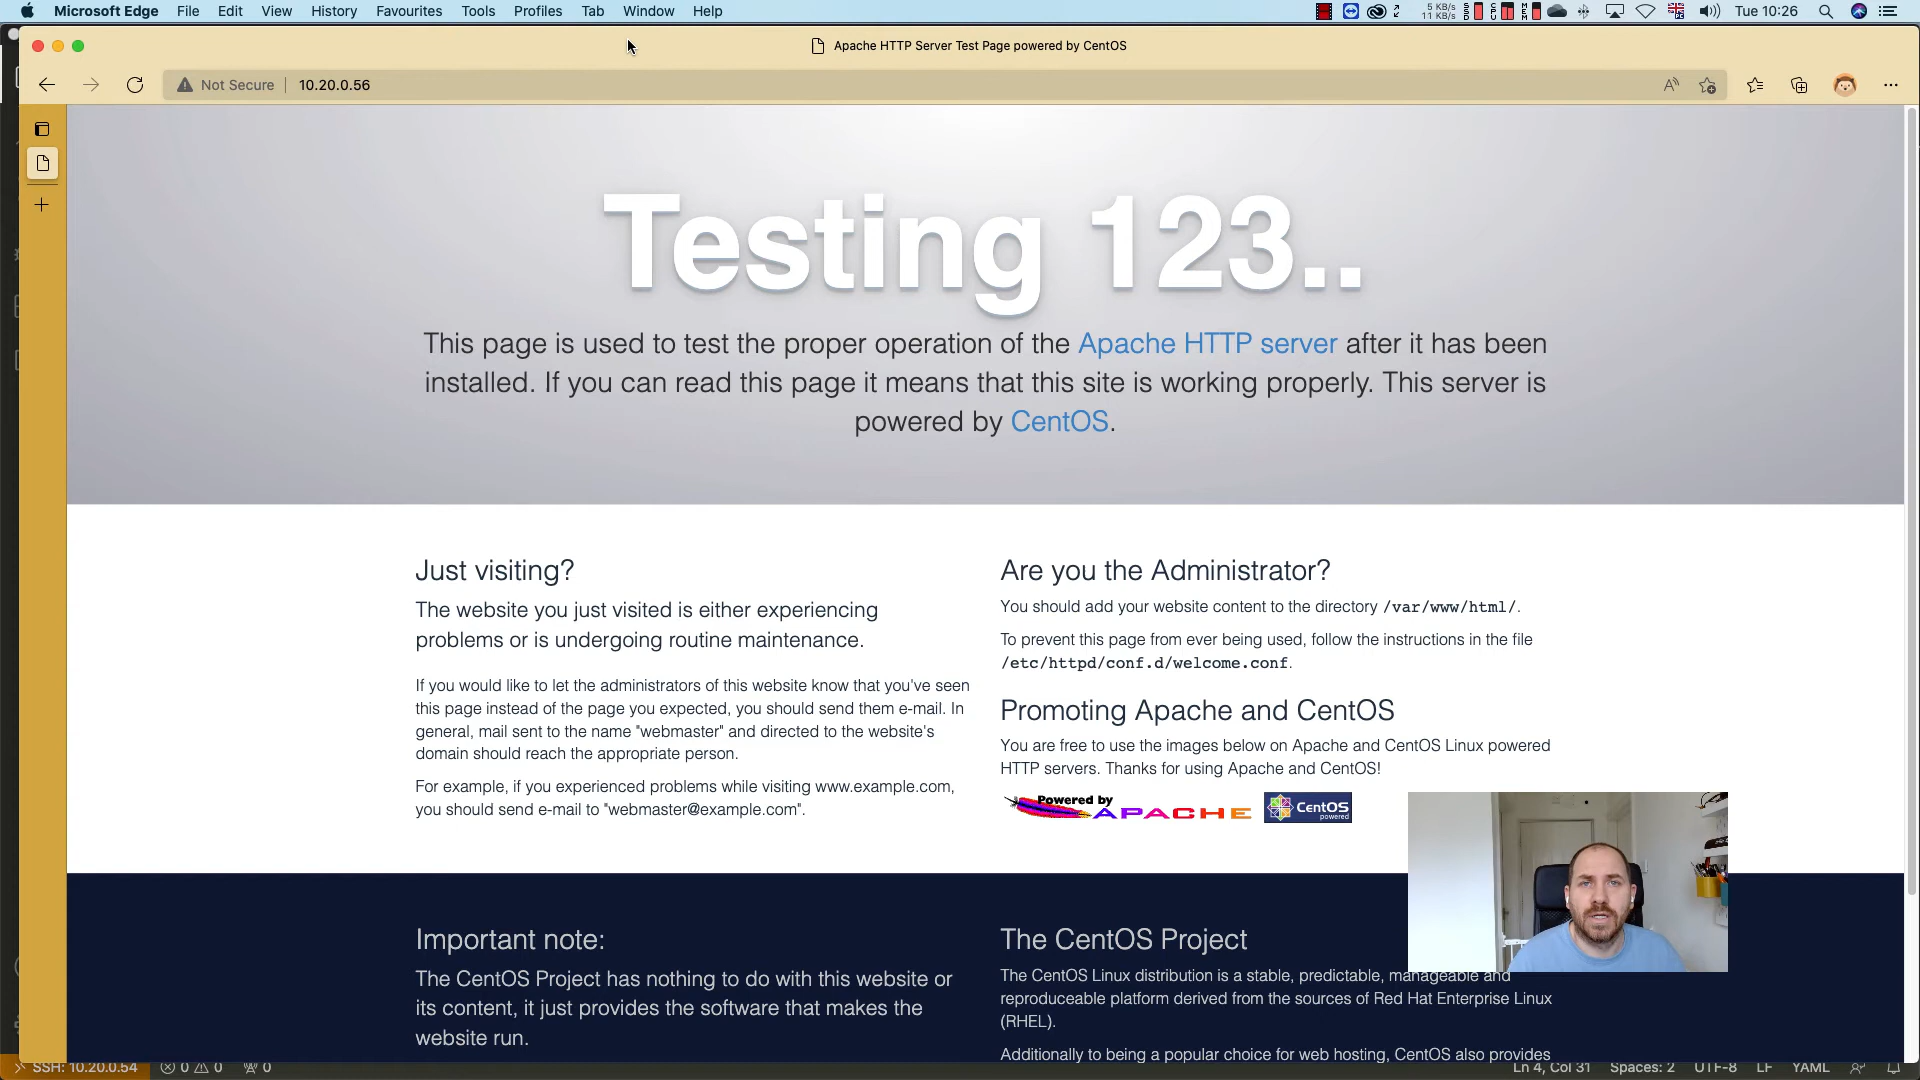 Microsoft Edge File Edit View History Favourites Tools Profiles Tab Window Help
5 KB/s
11 KB/s
Tue 10:26
Apache HTTP Server Test Page powered by CentOS
Not Secure 10.20.0.56
Testing 123..
This page is used to test the proper operation of the Apache HTTP server after it has been
installed. If you can read this page it means that this site is working properly. This server is
powered by CentOS.
Just visiting?
The website you just visited is either experiencing
problems or is undergoing routine maintenance.
If you would like to let the administrators of this website know that you've seen
this page instead of the page you expected, you should send them e-mail. In
general, mail sent to the name "webmaster" and directed to the website's
domain should reach the appropriate person.
For example, if you experienced problems while visiting www.example.com,
you should send e-mail to "webmaster@example.com".
Are you the Administrator?
You should add your website content to the directory /var/www/html/.
To prevent this page from ever being used, follow the instructions in the file
/etc/httpd/conf.d/welcome.conf.
Promoting Apache and CentOS
You are free to use the images below on Apache and CentOS Linux powered
HTTP servers. Thanks for using Apache and CentOS!
Powered by
APACHE
CentOS
powered
Important note:
The CentOS Project has nothing to do with this website or
its content, it just provides the software that makes the
website run.
The CentOS Project
The CentOS Linux distribution is a stable, predictable, manageable and
reproduceable platform derived from the sources of Red Hat Enterprise Linux
(RHEL).
Additionally to being a popular choice for web hosting, CentOS also provides
SSH: 10.20.0.54 0 0 0 Ln 4, Col 31 Spaces: 2 UTF-8 LF YAML